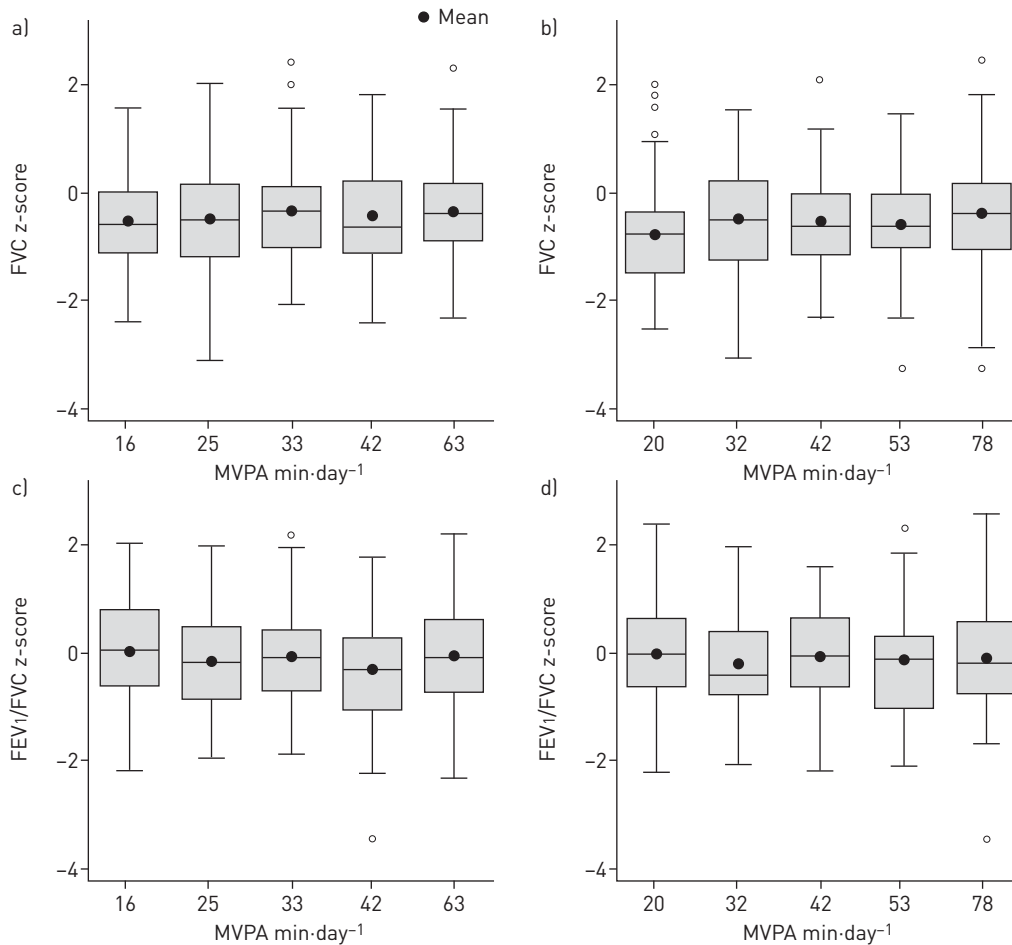 ● Mean
a)
2
0
−2
−4
FVC z-score
16 25 33 42 63
MVPA min·day⁻¹
b)
2
0
−2
−4
FVC z-score
20 32 42 53 78
MVPA min·day⁻¹
c)
2
0
−2
−4
FEV₁/FVC z-score
16 25 33 42 63
MVPA min·day⁻¹
d)
2
0
−2
−4
FEV₁/FVC z-score
20 32 42 53 78
MVPA min·day⁻¹